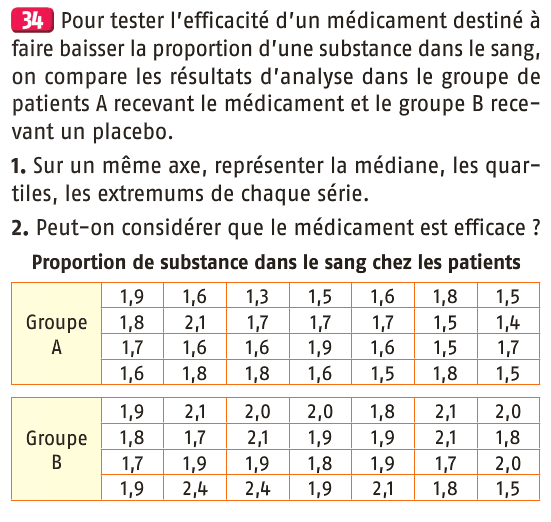 34 Pour tester l'efficacité d'un médicament destiné à
faire baisser la proportion d'une substance dans le sang,
on compare les résultats d'analyse dans le groupe de
patients A recevant le médicament et le groupe B rece-
vant un placebo.
1. Sur un même axe, représenter la médiane, les quar-
tiles, les extremums de chaque série.
2. Peut-on considérer que le médicament est efficace ?
Proportion de substance dans le sang chez les patients
Groupe A
1,9 1,6 1,3 1,5 1,6 1,8 1,5
1,8 2,1 1,7 1,7 1,7 1,5 1,4
1,7 1,6 1,6 1,9 1,6 1,5 1,7
1,6 1,8 1,8 1,6 1,5 1,8 1,5
Groupe B
1,9 2,1 2,0 2,0 1,8 2,1 2,0
1,8 1,7 2,1 1,9 1,9 2,1 1,8
1,7 1,9 1,9 1,8 1,9 1,7 2,0
1,9 2,4 2,4 1,9 2,1 1,8 1,5